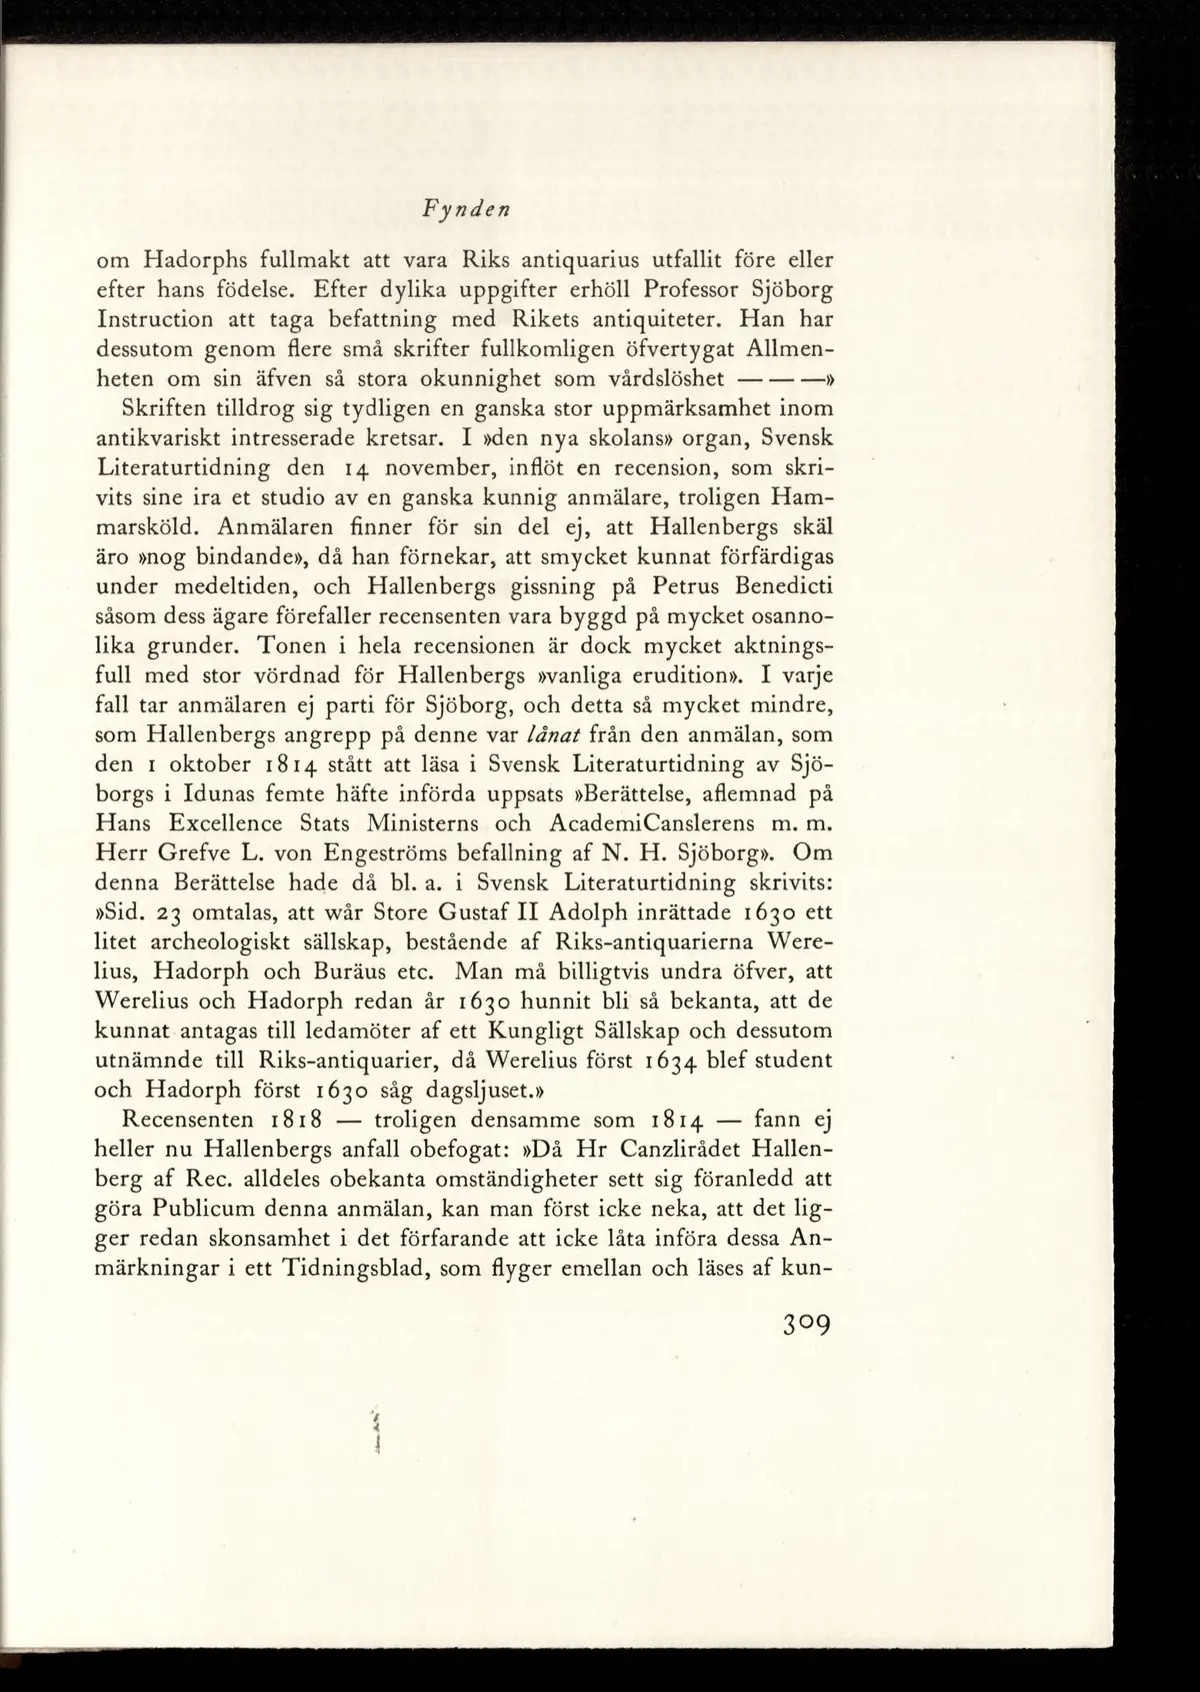 Fynden
om Hadorphs fullmakt att vara Riks antiquarius utfallit före eller
efter hans födelse. Efter dylika uppgifter erhöll Professor Sjöborg
Instruction att taga befattning med Rikets antiquiteter. Han har
dessutom genom flere små skrifter fullkomligen öfvertygat Allmen-
heten om sin äfven så stora okunnighet som vårdslöshet — — —»
Skriften tilldrog sig tydligen en ganska stor uppmärksamhet inom
antikvariskt intresserade kretsar. I »den nya skolans» organ, Svensk
Literaturtidning den 14 november, inflöt en recension, som skri-
vits sine ira et studio av en ganska kunnig anmälare, troligen Ham-
marsköld. Anmälaren finner för sin del ej, att Hallenbergs skäl
äro »nog bindande», då han förnekar, att smycket kunnat förfärdigas
under medeltiden, och Hallenbergs gissning på Petrus Benedicti
såsom dess ägare förefaller recensenten vara byggd på mycket osanno-
lika grunder. Tonen i hela recensionen är dock mycket aktnings-
full med stor vördnad för Hallenbergs »vanliga erudition». I varje
fall tar anmälaren ej parti för Sjöborg, och detta så mycket mindre,
som Hallenbergs angrepp på denne var lånat från den anmälan, som
den 1 oktober 1814 stått att läsa i Svensk Literaturtidning av Sjö-
borgs i Idunas femte häfte införda uppsats »Berättelse, aflemnad på
Hans Excellence Stats Ministerns och AcademiCanslerens m. m.
Herr Grefve L. von Engeströms befallning af N. H. Sjöborg». Om
denna Berättelse hade då bl. a. i Svensk Literaturtidning skrivits:
»Sid. 23 omtalas, att wår Store Gustaf II Adolph inrättade 1630 ett
litet archeologiskt sällskap, bestående af Riks-antiquarierna Were-
lius, Hadorph och Buräus etc. Man må billigtvis undra öfver, att
Werelius och Hadorph redan år 1630 hunnit bli så bekanta, att de
kunnat antagas till ledamöter af ett Kungligt Sällskap och dessutom
utnämnde till Riks-antiquarier, då Werelius först 1634 blef student
och Hadorph först 1630 såg dagsljuset.»
Recensenten 1818 — troligen densamme som 1814 — fann ej
heller nu Hallenbergs anfall obefogat: »Då Hr Canzlirådet Hallen-
berg af Rec. alldeles obekanta omständigheter sett sig föranledd att
göra Publicum denna anmälan, kan man först icke neka, att det lig-
ger redan skonsamhet i det förfarande att icke låta införa dessa An-
märkningar i ett Tidningsblad, som flyger emellan och läses af kun-
309